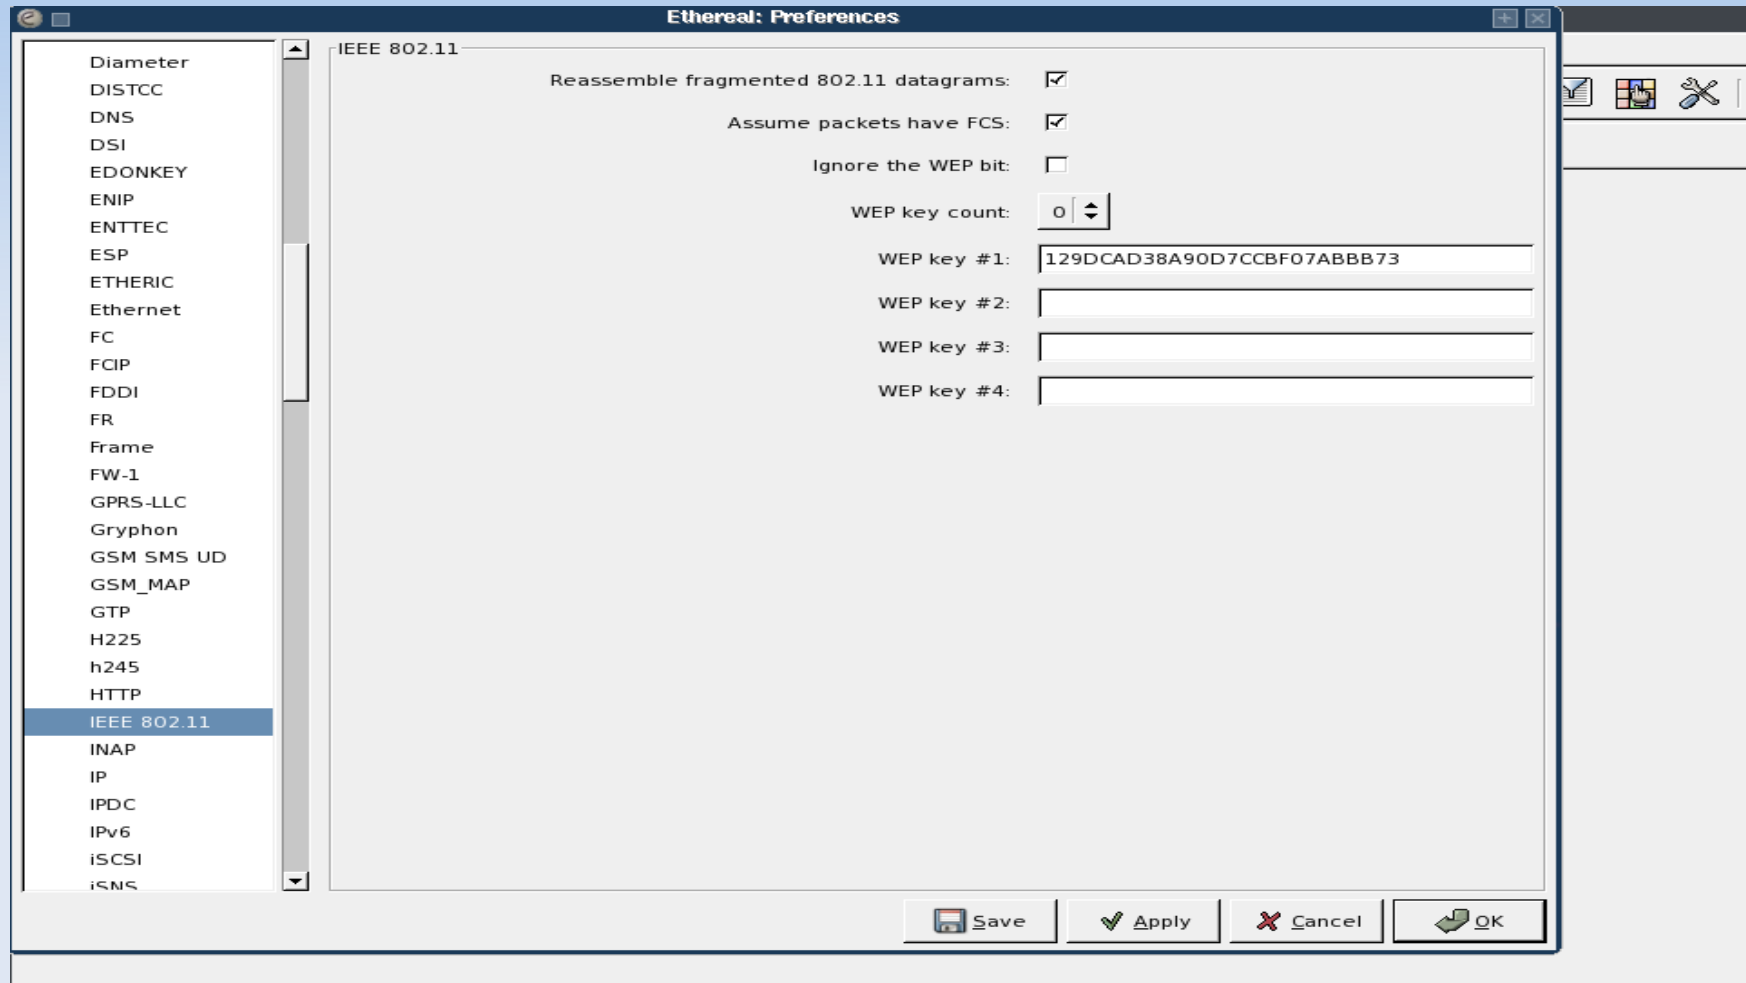 Ethereal: Preferences
Diameter
DISTCC
DNS
DSI
EDONKEY
ENIP
ENTTEC
ESP
ETHERIC
Ethernet
FC
FCIP
FDDI
FR
Frame
FW-1
GPRS-LLC
Gryphon
GSM SMS UD
GSM_MAP
GTP
H225
h245
HTTP
IEEE 802.11
INAP
IP
IPDC
IPv6
iSCSI
iSNS
IEEE 802.11
Reassemble fragmented 802.11 datagrams:
Assume packets have FCS:
Ignore the WEP bit:
WEP key count: 0
WEP key #1: 129DCAD38A90D7CCBF07ABBB73
WEP key #2:
WEP key #3:
WEP key #4:
Save Apply Cancel OK